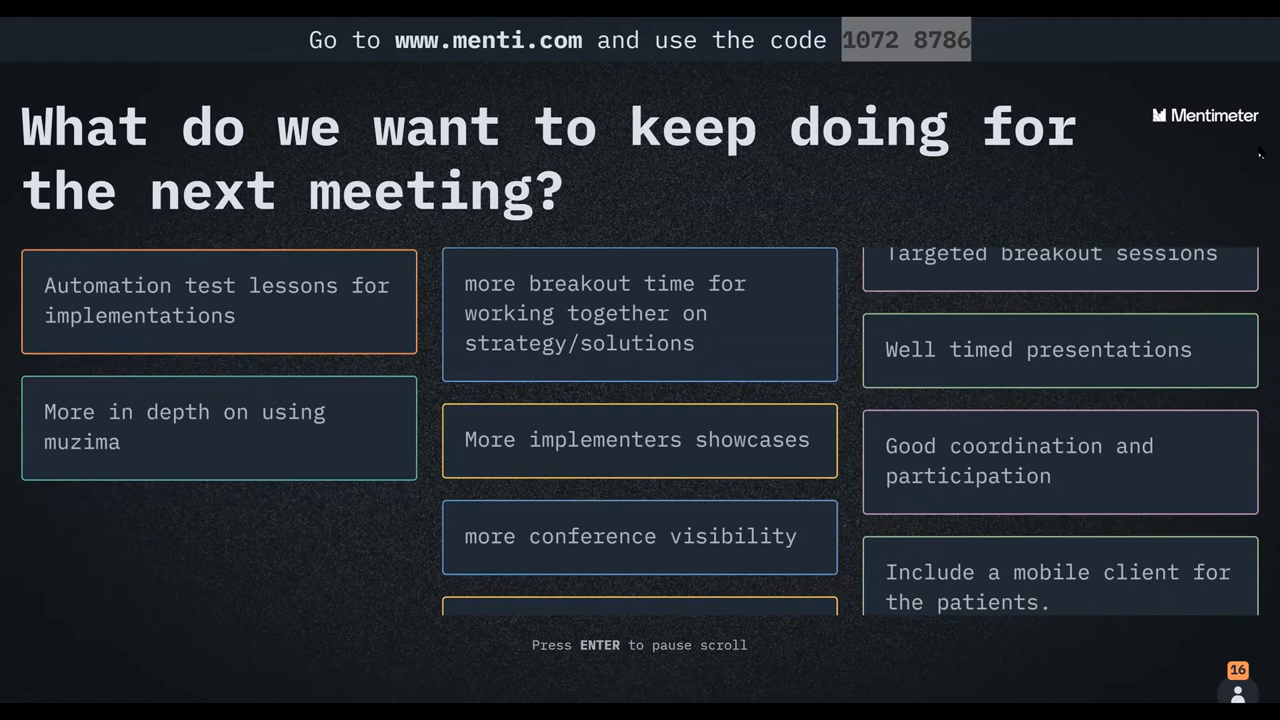 Go to www.menti.com and use the code 1072 8786
What do we want to keep doing for
the next meeting?
Mentimeter
Automation test lessons for
implementations
More in depth on using
muzima
more breakout time for
working together on
strategy/solutions
More implementers showcases
more conference visibility
Targeted breakout sessions
Well timed presentations
Good coordination and
participation
Include a mobile client for
the patients.
Press ENTER to pause scroll
16